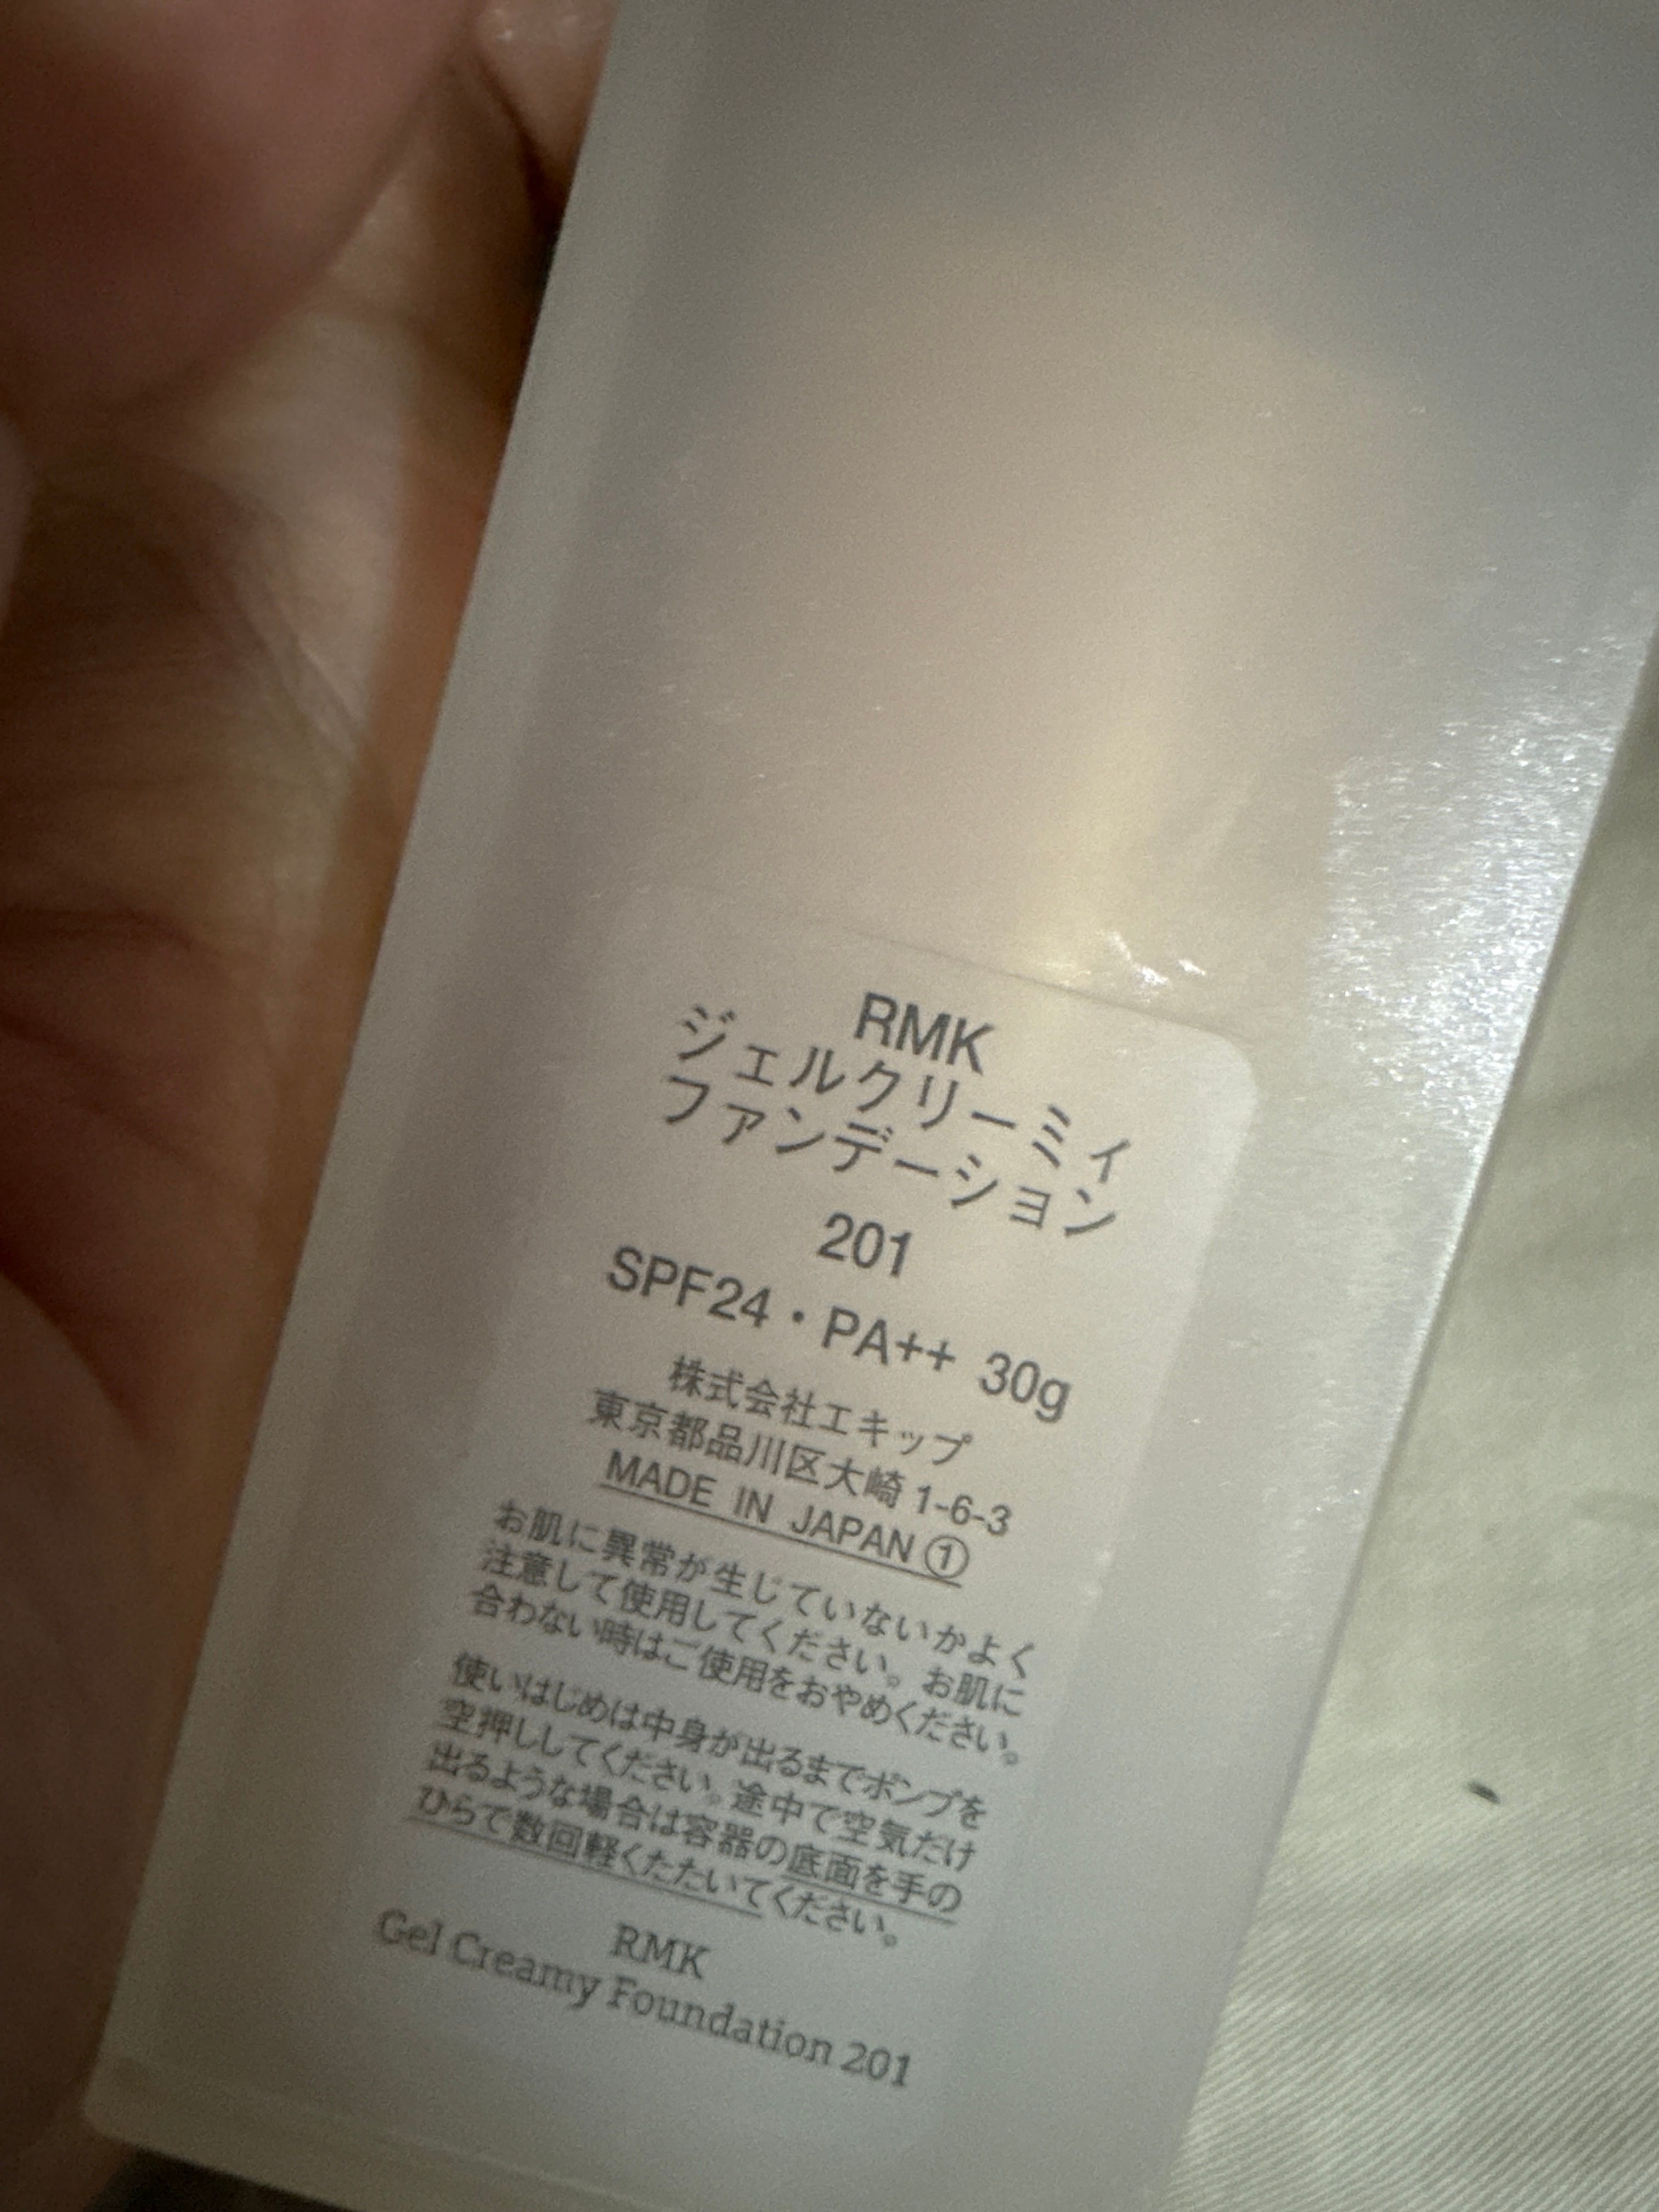 RMK
ジェルクリーミィ
ファンデーション
201
SPF24・PA++ 30g
株式会社エキップ
東京都品川区大崎1-6-3
MADE IN JAPAN①
お肌に異常が生じていないかよく
注意して使用してください。お肌に
合わない時はご使用をおやめください。
使いはじめは中身が出るまでポンプを
空押ししてください。途中で空気だけ
出るような場合は容器の底面を手の
ひらで数回軽くたたいてください。
RMK
Gel Creamy Foundation 201